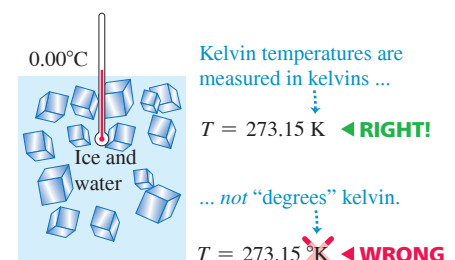 0.00°C
Kelvin temperatures are
measured in kelvins ...
T = 273.15 K ◀ RIGHT!
Ice and
water
... not “degrees” kelvin.
T = 273.15 °K ◀ WRONG